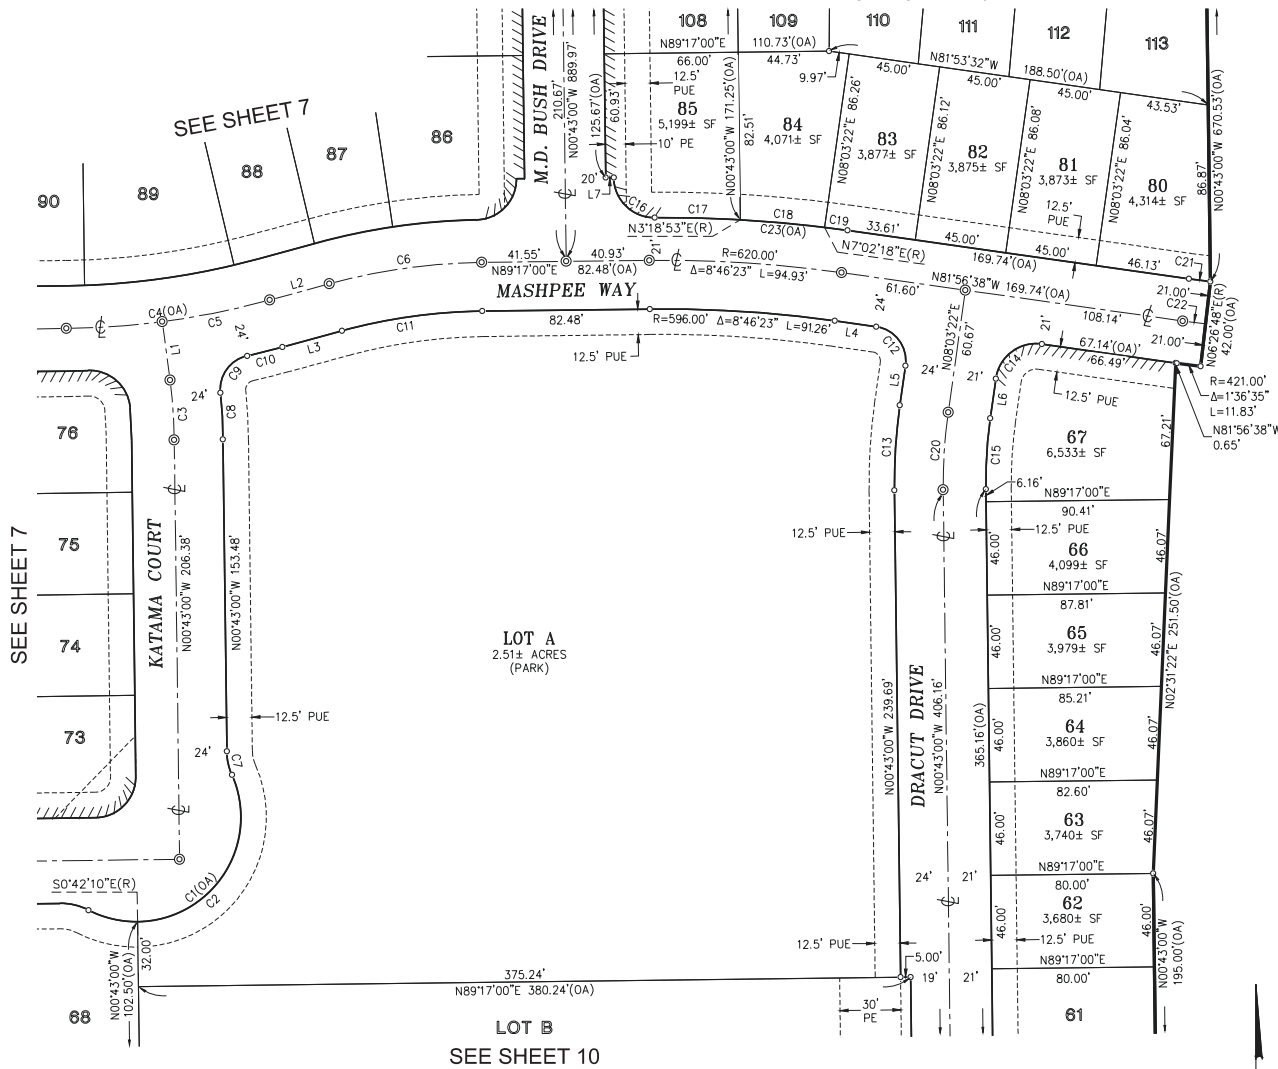 108
109
110
111
112
113
N89°17'00"E
110.73'(OA)
66.00'
44.73'
9.97'
N81°53'32"W
188.50'(OA)
45.00'
45.00'
45.00'
43.53'
M.D. BUSH DRIVE
210.67'
N00°43'00"W 889.97'
125.67'(OA)
60.93'
12.5'
PUE
85
5,199± SF
10' PE
N00°43'00"W 171.25'(OA)
82.51'
84
4,071± SF
N08°03'22"E 86.26'
83
3,877± SF
N08°03'22"E 86.12'
82
3,875± SF
N08°03'22"E 86.08'
81
3,873± SF
N08°03'22"E 86.04'
80
4,314± SF
86.87'
N00°43'00"W 670.53'(OA)
12.5'
PUE
SEE SHEET 7
90
89
88
87
86
20'
L7
C16
C17
N3°18'53"E(R)
C18
C23(OA)
C19
33.61'
N7°02'18"E(R)
45.00'
45.00'
169.74'(OA)
46.13'
C21
21.00'
C22
21.00'
N06°26'48"E(R)
42.00'(OA)
C4(OA)
C5
L2
C6
41.55'
40.93'
N89°17'00"E
82.48'(OA)
21'
R=620.00'
Δ=8°46'23" L=94.93'
61.60'
N81°56'38"W 169.74'(OA)
108.14'
MASHPEE WAY
24'
L1
C3
C10
L3
C11
82.48'
R=596.00' Δ=8°46'23" L=91.26'
L4
24'
C12
12.5' PUE
N08°03'22"E
60.67'
24'
21'
L5
L6
C14
21'
67.14'(OA)
66.49'
12.5' PUE
R=421.00'
Δ=1°36'35"
L=11.83'
N81°56'38"W
0.65'
C9
24'
C8
C13
C20
C15
6.16'
67
6,533± SF
67.21'
N89°17'00"E
90.41'
12.5' PUE
12.5' PUE
76
75
74
73
SEE SHEET 7
KATAMA COURT
N00°43'00"W 206.38'
N00°43'00"W 153.48'
66
4,099± SF
46.00'
46.07'
N89°17'00"E
87.81'
65
3,979± SF
46.00'
46.07'
N02°31'22"E 251.50'(OA)
N89°17'00"E
85.21'
LOT A
2.51± ACRES
(PARK)
12.5' PUE
24'
C7
DRACUT DRIVE
N00°43'00"W 239.69'
N00°43'00"W 406.16'
365.16'(OA)
64
3,860± SF
46.00'
46.07'
N89°17'00"E
82.60'
63
3,740± SF
46.00'
46.07'
N89°17'00"E
80.00'
24'
21'
62
3,680± SF
46.00'
46.00'
12.5' PUE
12.5' PUE
N89°17'00"E
80.00'
N00°43'00"W
195.00'(OA)
S0°42'10"E(R)
C1(OA)
C2
32.00'
N00°43'00"W
102.50'(OA)
375.24'
N89°17'00"E 380.24'(OA)
5.00'
19'
21'
30'
PE
68
LOT B
61
SEE SHEET 10